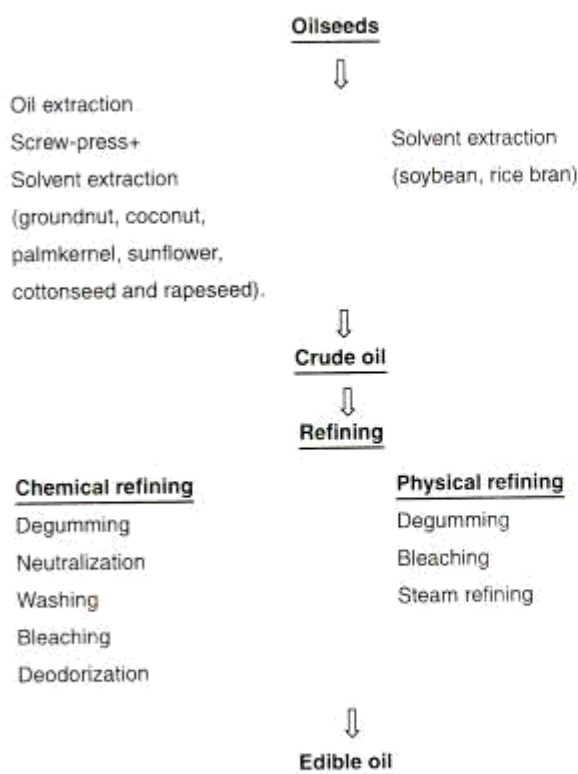 Oilseeds
Oil extraction
Screw-press+
Solvent extraction
(groundnut, coconut,
palmkernel, sunflower,
cottonseed and rapeseed).
Solvent extraction
(soybean, rice bran)
Crude oil
Refining
Chemical refining
Degumming
Neutralization
Washing
Bleaching
Deodorization
Physical refining
Degumming
Bleaching
Steam refining
Edible oil